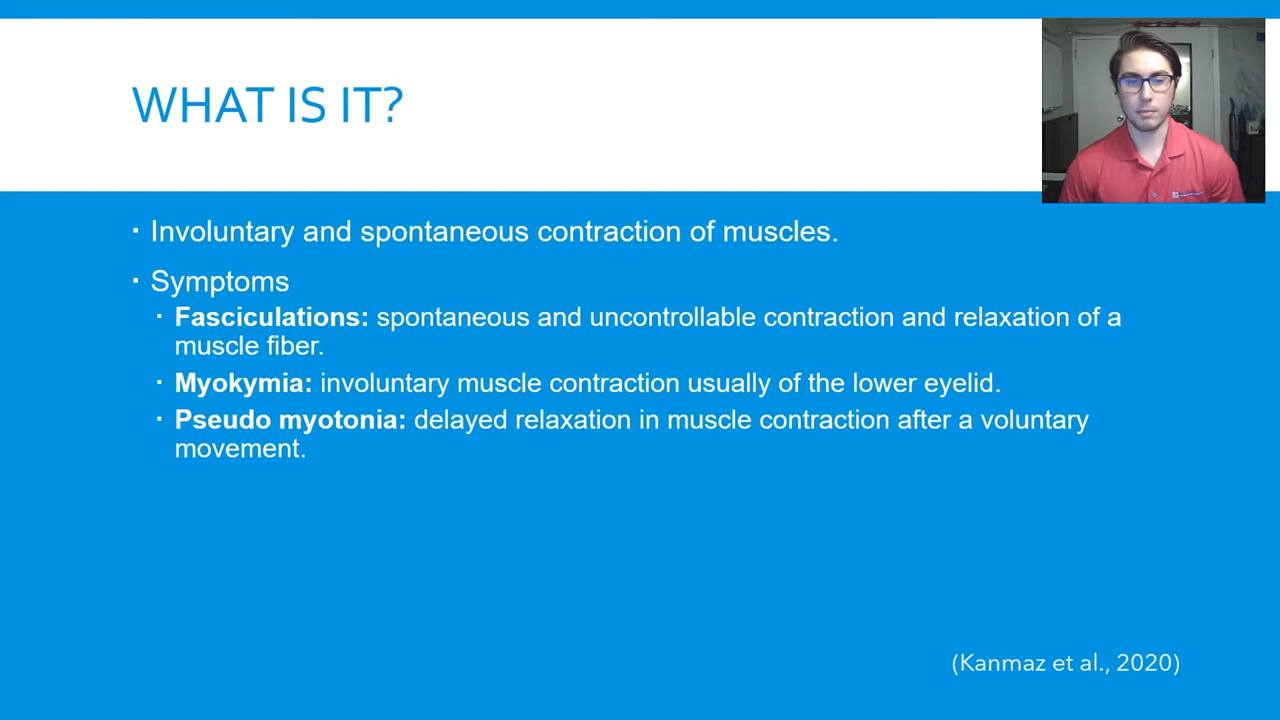 WHAT IS IT?
▪ Involuntary and spontaneous contraction of muscles.
▪ Symptoms
▪ Fasciculations: spontaneous and uncontrollable contraction and relaxation of a
muscle fiber.
▪ Myokymia: involuntary muscle contraction usually of the lower eyelid.
▪ Pseudo myotonia: delayed relaxation in muscle contraction after a voluntary
movement.
(Kanmaz et al., 2020)